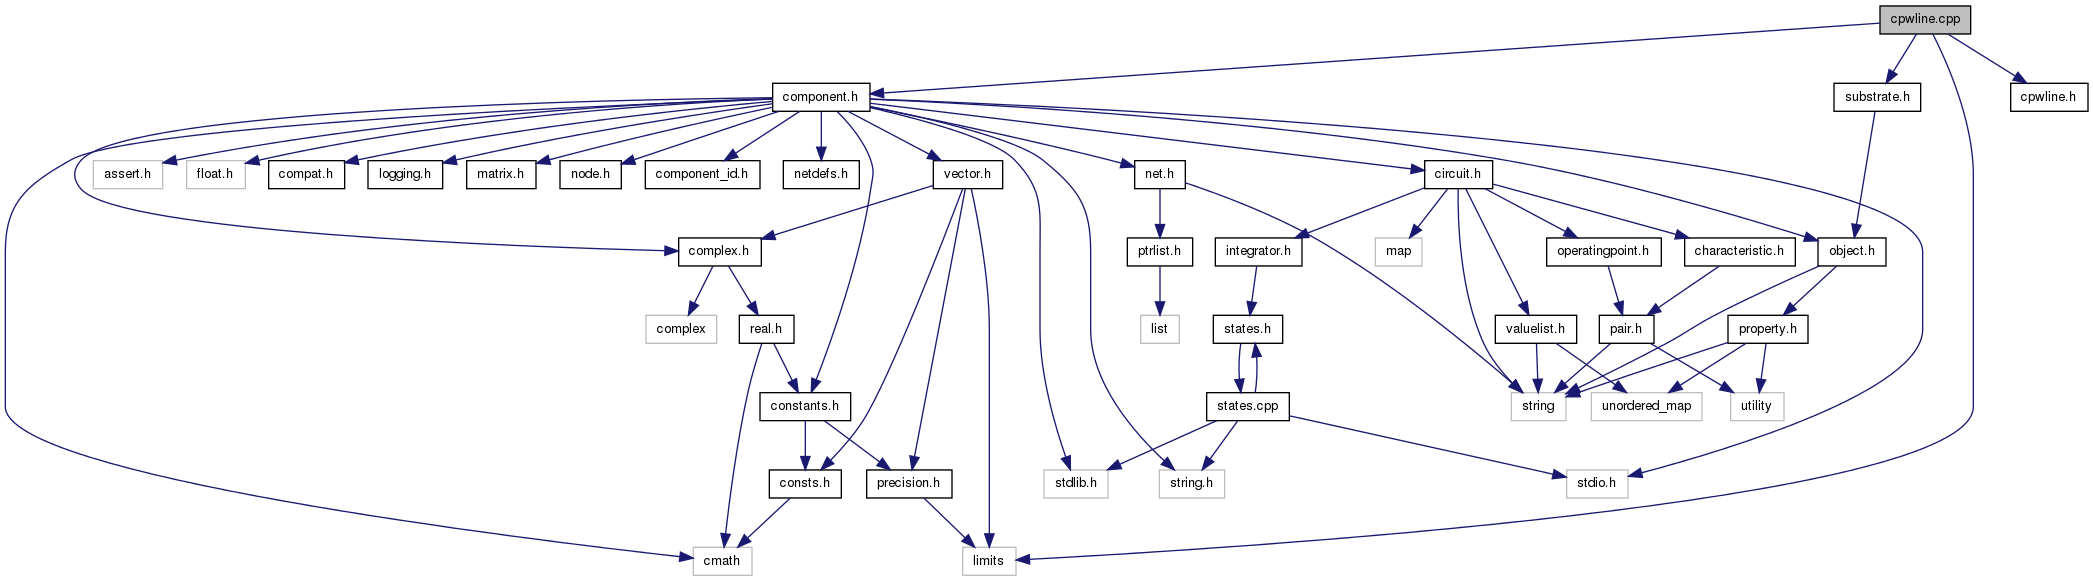 cpwline.cpp
component.h
substrate.h
cpwline.h
assert.h
float.h
compat.h
logging.h
matrix.h
node.h
component_id.h
netdefs.h
vector.h
net.h
circuit.h
complex.h
ptrlist.h
integrator.h
map
operatingpoint.h
characteristic.h
object.h
complex
real.h
list
states.h
valuelist.h
pair.h
property.h
constants.h
states.cpp
string
unordered_map
utility
consts.h
precision.h
stdlib.h
string.h
stdio.h
cmath
limits